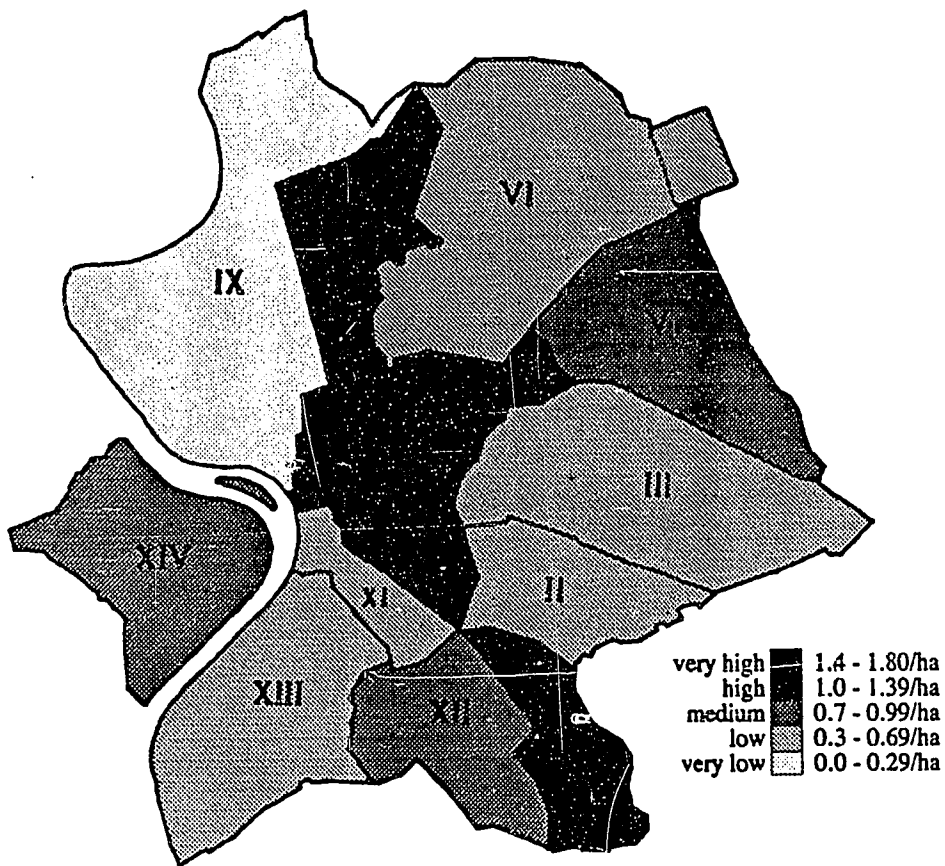 VI
IX
V
III
XIV
XI
II
XIII
XII
very high 1.4 - 1.80/ha
high 1.0 - 1.39/ha
medium 0.7 - 0.99/ha
low 0.3 - 0.69/ha
very low 0.0 - 0.29/ha